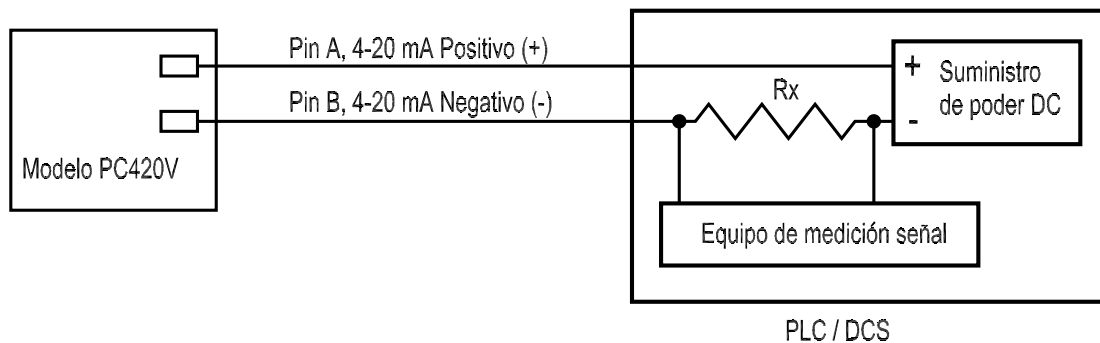 Pin A, 4-20 mA Positivo (+)
Pin B, 4-20 mA Negativo (-)
Modelo PC420V
Rx
+
-
Suministro
de poder DC
Equipo de medición señal
PLC / DCS